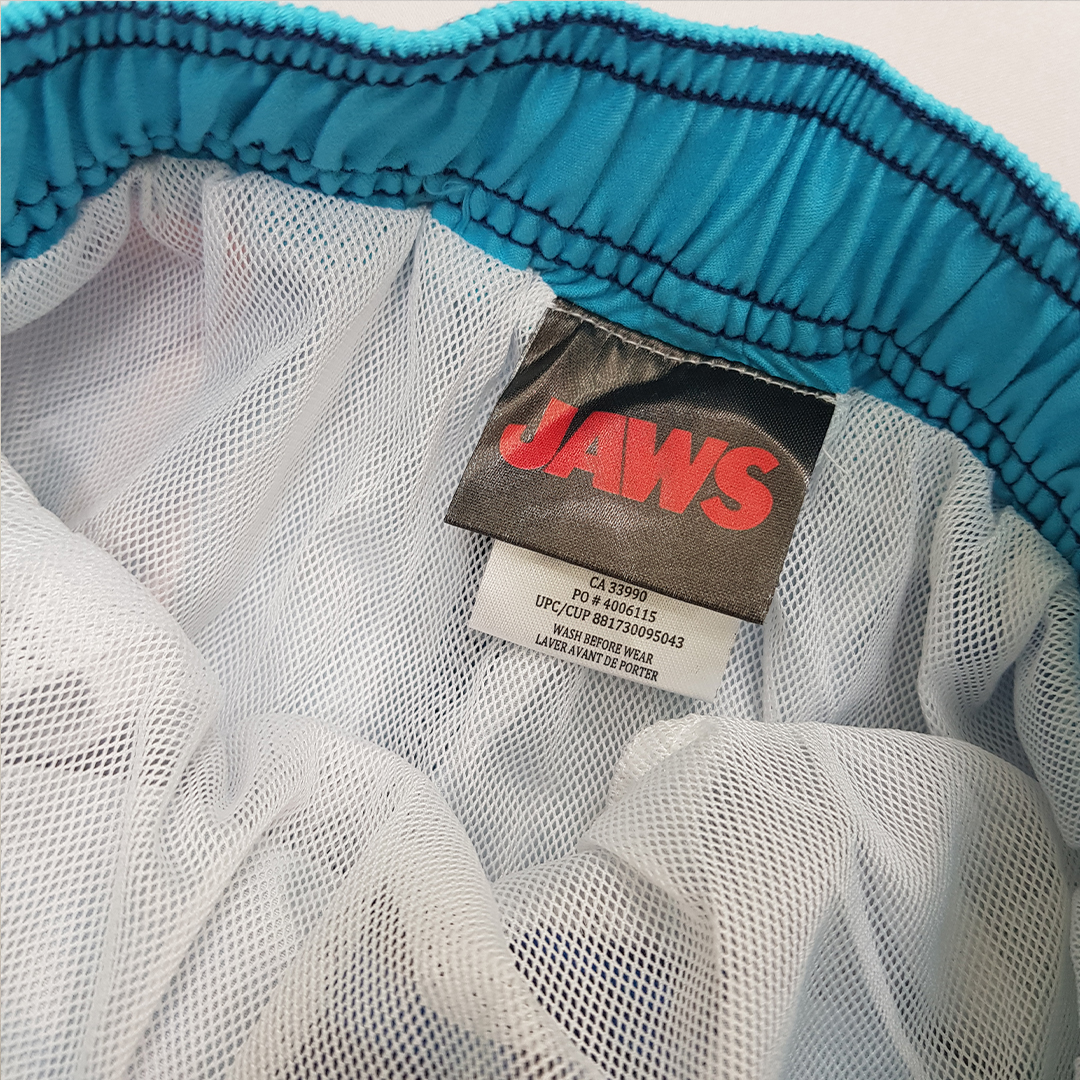 JAWS
CA 33990
PO # 4006115
UPC/CUP 881730095043
WASH BEFORE WEAR
LAVER AVANT DE PORTER